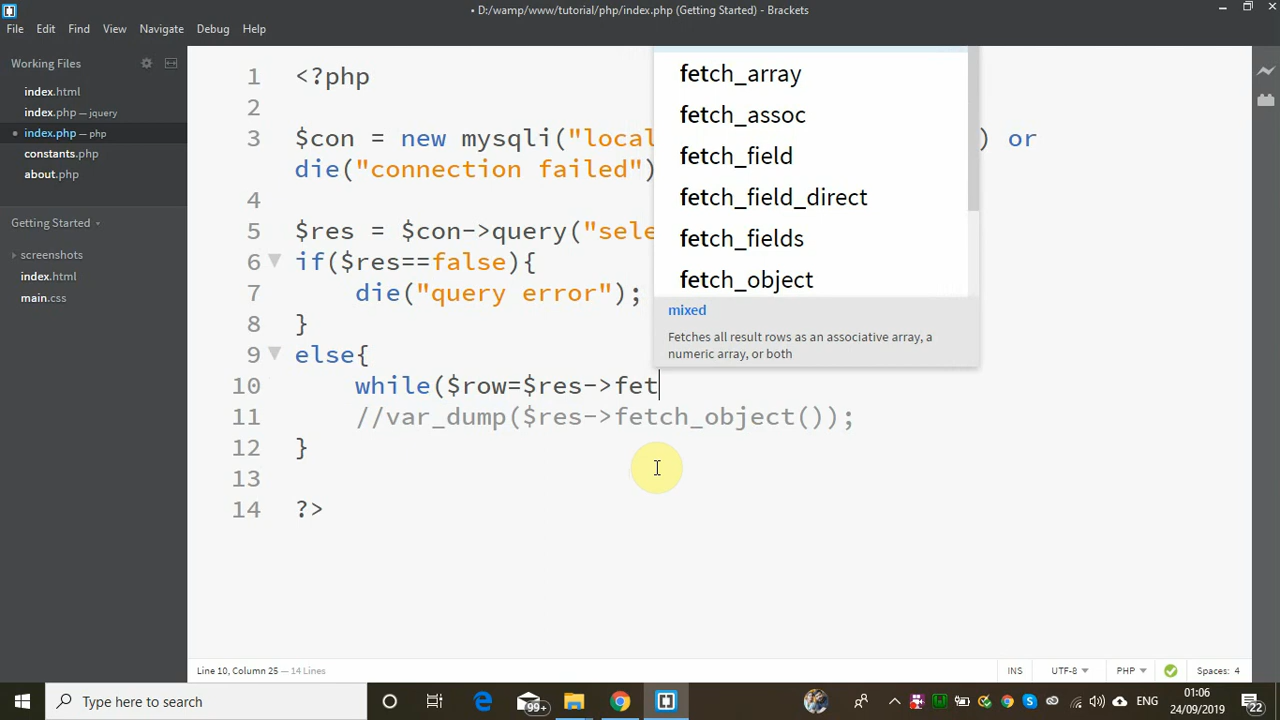 • D:/wamp/www/tutorial/php/index.php (Getting Started) - Brackets
File Edit Find View Navigate Debug Help
Working Files
index.html
index.php — jquery
• index.php — php
constants.php
about.php
Getting Started
screenshots
index.html
main.css
1 <?php
2
3 $con = new mysqli("local ) or
die("connection failed")
4
5 $res = $con->query("sele
6 if($res==false){
7 die("query error");
8 }
9 else{
10 while($row=$res->fet
11 //var_dump($res->fetch_object());
12 }
13
14 ?>
fetch_array
fetch_assoc
fetch_field
fetch_field_direct
fetch_fields
fetch_object
mixed
Fetches all result rows as an associative array, a
numeric array, or both
Line 10, Column 25 — 14 Lines
INS UTF-8 PHP Spaces: 4
Type here to search
99+
ENG
01:06
24/09/2019
22